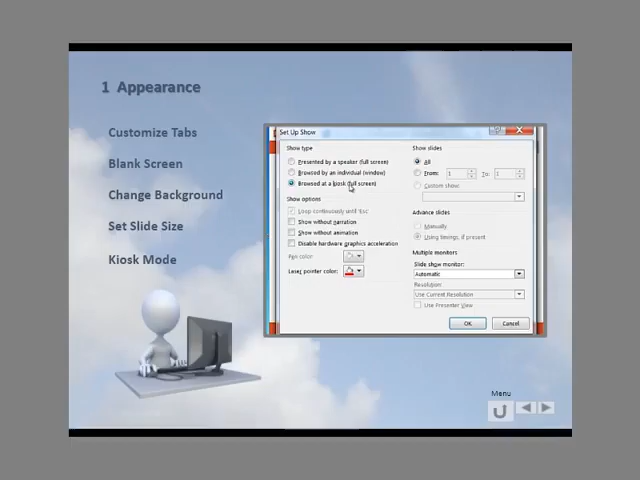 1 Appearance
Customize Tabs
Blank Screen
Change Background
Set Slide Size
Kiosk Mode
Set Up Show
Show type
Presented by a speaker (full screen)
Browsed by an individual (window)
Browsed at a kiosk (full screen)
Show options
Loop continuously until 'Esc'
Show without narration
Show without animation
Disable hardware graphics acceleration
Pen color:
Laser pointer color:
Show slides
All
From: 1 To: 1
Custom show:
Advance slides
Manually
Using timings, if present
Multiple monitors
Slide show monitor:
Automatic
Resolution:
Use Current Resolution
Use Presenter View
OK Cancel
Menu